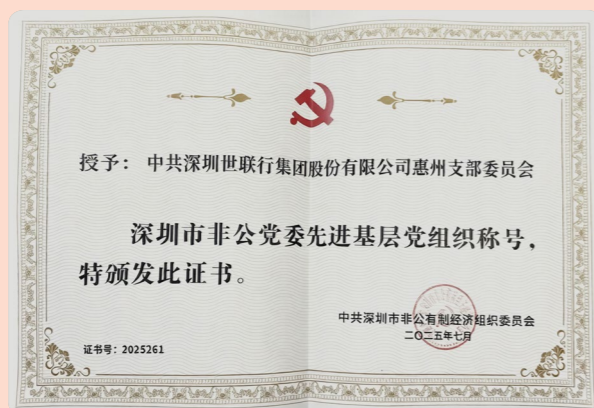 授予：中共深圳世联行集团股份有限公司惠州支部委员会
深圳市非公党委先进基层党组织称号，
特颁发此证书。
中共深圳市非公有制经济组织委员会
二〇二五年七月
证书号：2025261